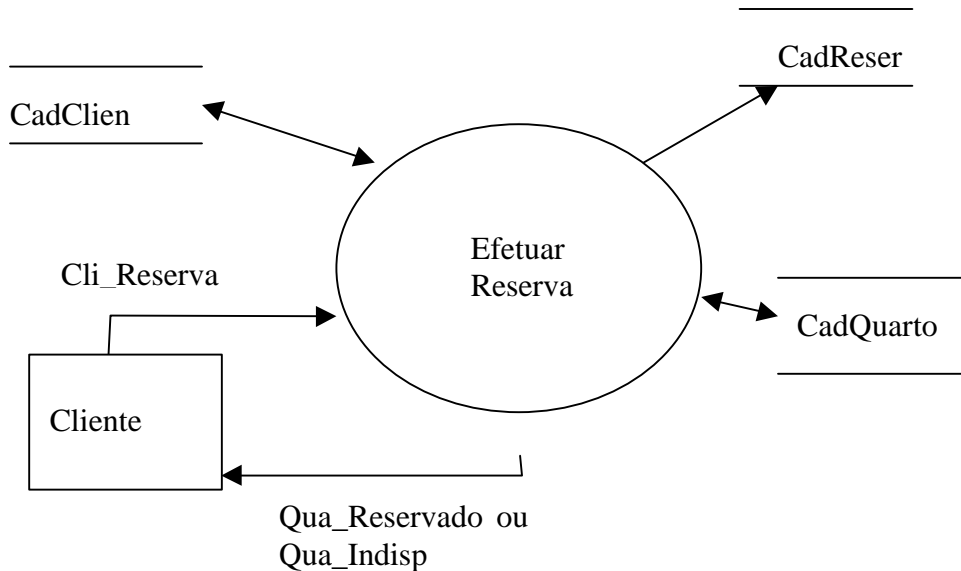 CadReser
CadClien
Efetuar
Reserva
Cli_Reserva
CadQuarto
Cliente
Qua_Reservado ou
Qua_Indisp